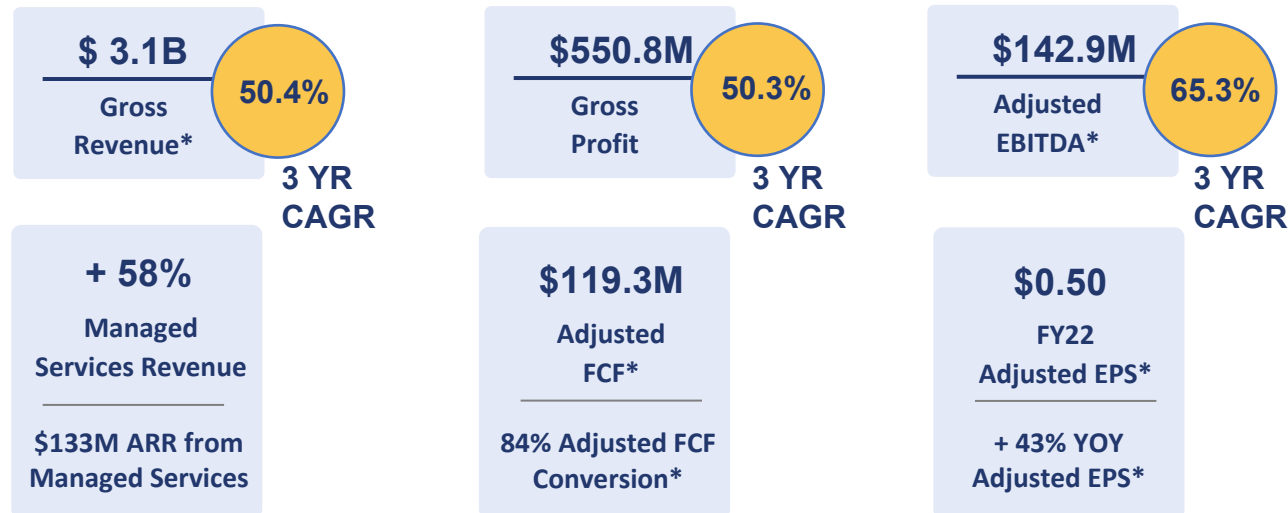 $ 3.1B
Gross
Revenue*
50.4%
3 YR
CAGR
$550.8M
Gross
Profit
50.3%
3 YR
CAGR
$142.9M
Adjusted
EBITDA*
65.3%
3 YR
CAGR
+ 58%
Managed
Services Revenue
$133M ARR from
Managed Services
$119.3M
Adjusted
FCF*
84% Adjusted FCF
Conversion*
$0.50
FY22
Adjusted EPS*
+ 43% YOY
Adjusted EPS*